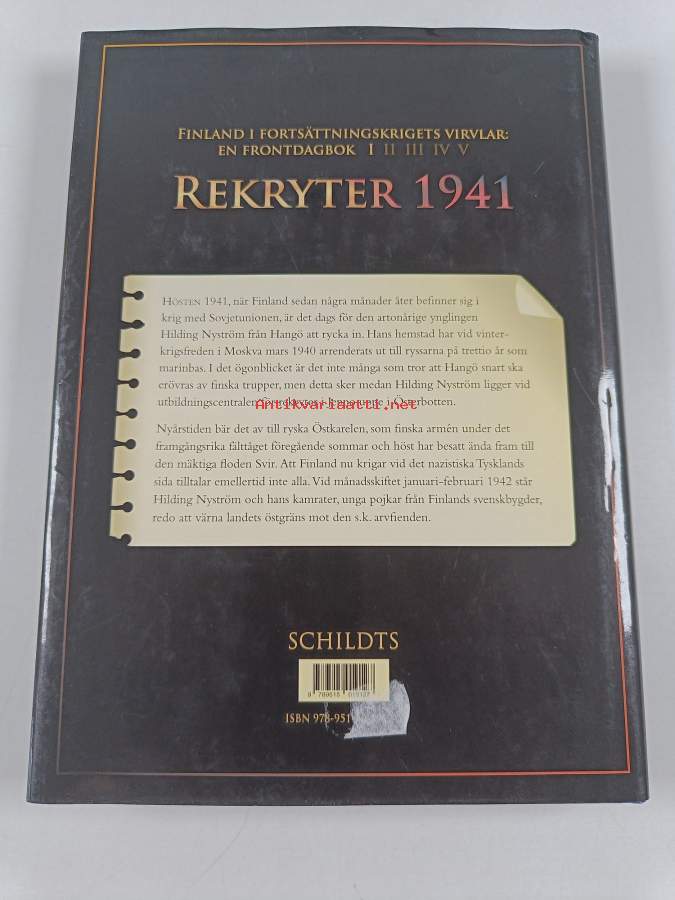 FINLAND I FORTSÄTTNINGSKRIGETS VIRVLAR:
EN FRONTDAGBOK I II III IV V
REKRYTER 1941
HÖSTEN 1941, när Finland sedan några månader åter befinner sig i
krig med Sovjetunionen, är det dags för den artonårige ynglingen
Hilding Nyström från Hangö att rycka in. Hans hemstad har vid vinter-
krigsfreden i Moskva mars 1940 arrenderats ut till ryssarna på trettio år som
marinbas. I det ögonblicket är det inte många som tror att Hangö snart ska
erövras av finska trupper, men detta sker medan Hilding Nyström ligger vid
utbildningscentralen i Österbotten.
Antikvariaatti.net
Nyårstiden bär det av till ryska Östkarelen, som finska armén under det
framgångsrika fälttåget föregående sommar och höst har besatt ända fram till
den mäktiga floden Svir. Att Finland nu krigar vid det nazistiska Tysklands
sida tilltalar emellertid inte alla. Vid månadsskiftet januari-februari 1942 står
Hilding Nyström och hans kamrater, unga pojkar från Finlands svenskbygder,
redo att värna landets östgräns mot den s.k. arvfienden.
SCHILDTS
ISBN 978-951